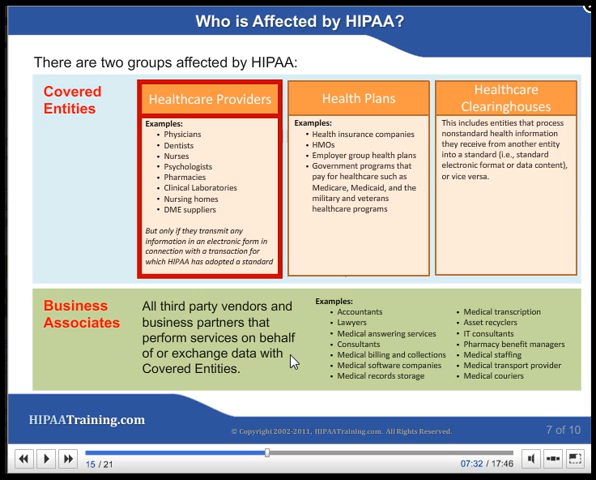 Who is Affected by HIPAA?
There are two groups affected by HIPAA:
Covered
Entities
Healthcare Providers
Examples:
• Physicians
• Dentists
• Nurses
• Psychologists
• Pharmacies
• Clinical Laboratories
• Nursing homes
• DME suppliers
But only if they transmit any
information in an electronic form in
connection with a transaction for
which HIPAA has adopted a standard
Health Plans
Examples:
• Health insurance companies
• HMOs
• Employer group health plans
• Government programs that
pay for healthcare such as
Medicare, Medicaid, and the
military and veterans
healthcare programs
Healthcare
Clearinghouses
This includes entities that process
nonstandard health information
they receive from another entity
into a standard (i.e., standard
electronic format or data content),
or vice versa.
Business
Associates
All third party vendors and
business partners that
perform services on behalf
of or exchange data with
Covered Entities.
Examples:
• Accountants
• Lawyers
• Medical answering services
• Consultants
• Medical billing and collections
• Medical software companies
• Medical records storage
• Medical transcription
• Asset recyclers
• IT consultants
• Pharmacy benefit managers
• Medical staffing
• Medical transport provider
• Medical couriers
HIPAATraining.com
© Copyright 2002-2011, HIPAATraining.com. All Rights Reserved.
7 of 10
15 / 21
07:32 / 17:46